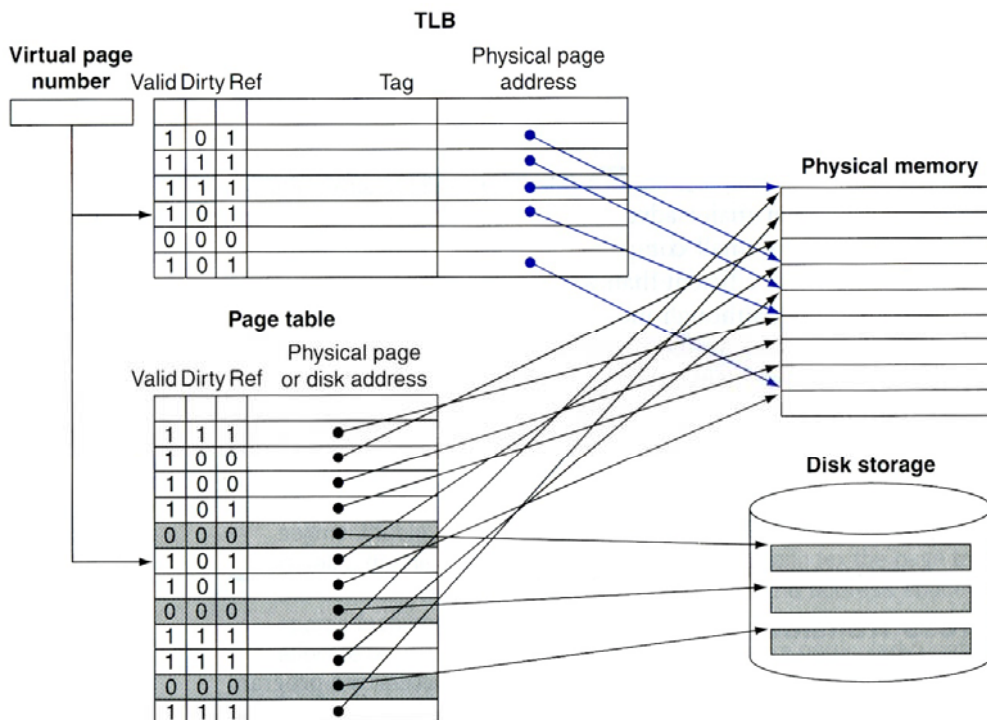 TLB
Virtual page
number
Valid Dirty Ref
Tag
Physical page
address
1 0 1
1 1 1
1 1 1
1 0 1
0 0 0
1 0 1
Physical memory
Page table
Valid Dirty Ref
Physical page
or disk address
1 1 1
1 0 0
1 0 0
1 0 1
0 0 0
1 0 1
1 0 1
0 0 0
1 1 1
1 1 1
0 0 0
1 1 1
Disk storage